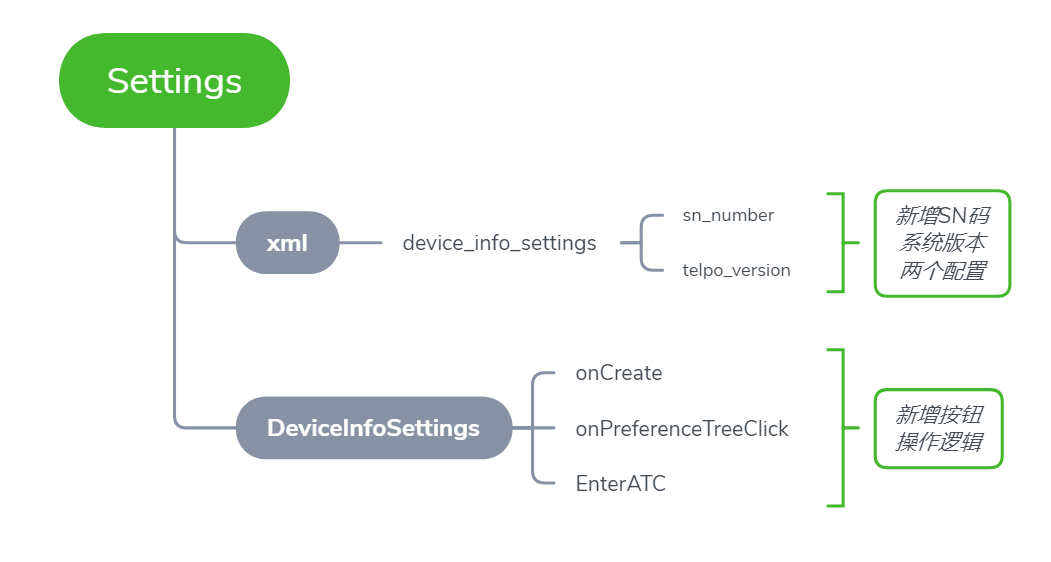 Settings
xml
device_info_settings
sn_number
telpo_version
新增SN码
系统版本
两个配置
DeviceInfoSettings
onCreate
onPreferenceTreeClick
EnterATC
新增按钮
操作逻辑